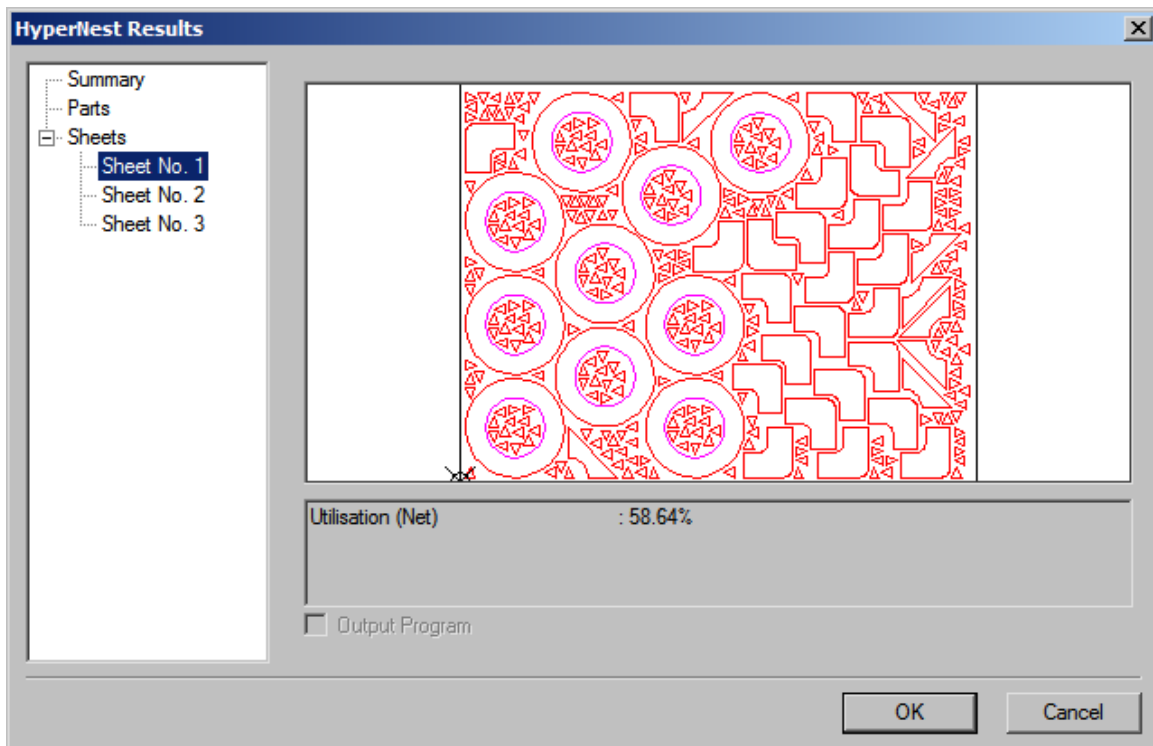 HyperNest Results
Summary
Parts
Sheets
Sheet No. 1
Sheet No. 2
Sheet No. 3
Utilisation (Net) : 58.64%
Output Program
OK Cancel